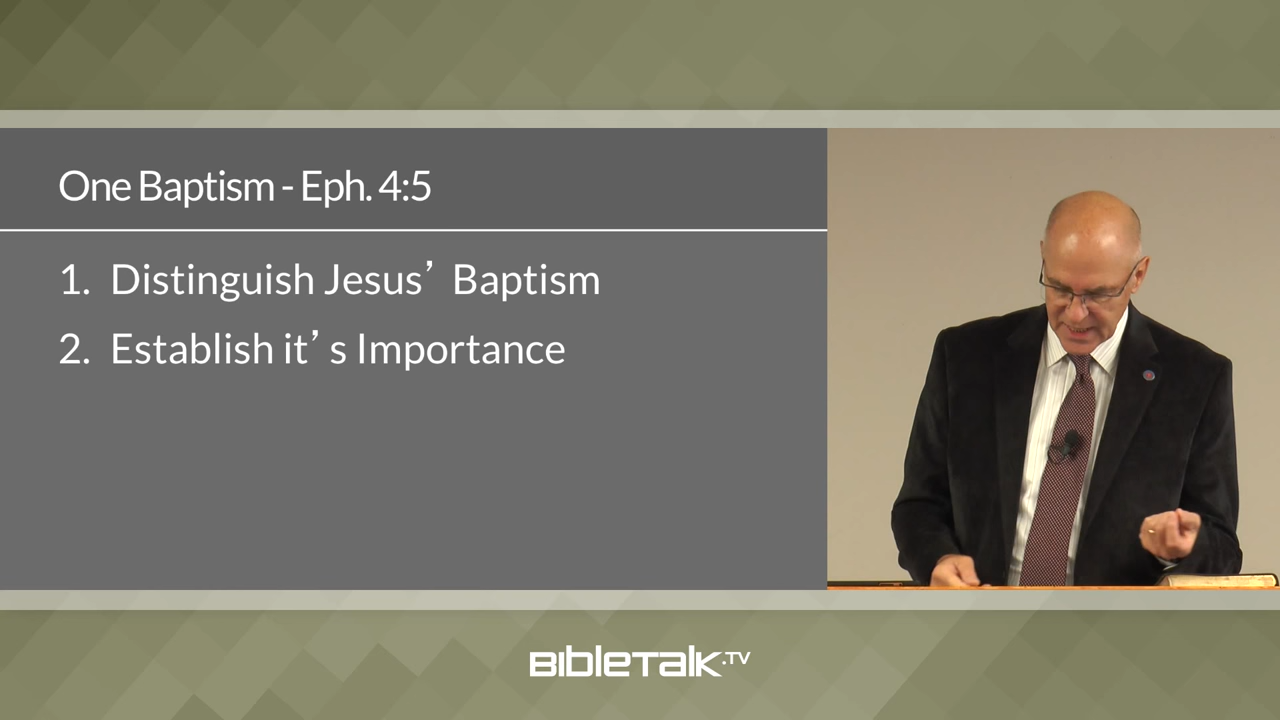 One Baptism - Eph. 4:5
1. Distinguish Jesus’ Baptism
2. Establish it’ s Importance
BibleTalk.TV